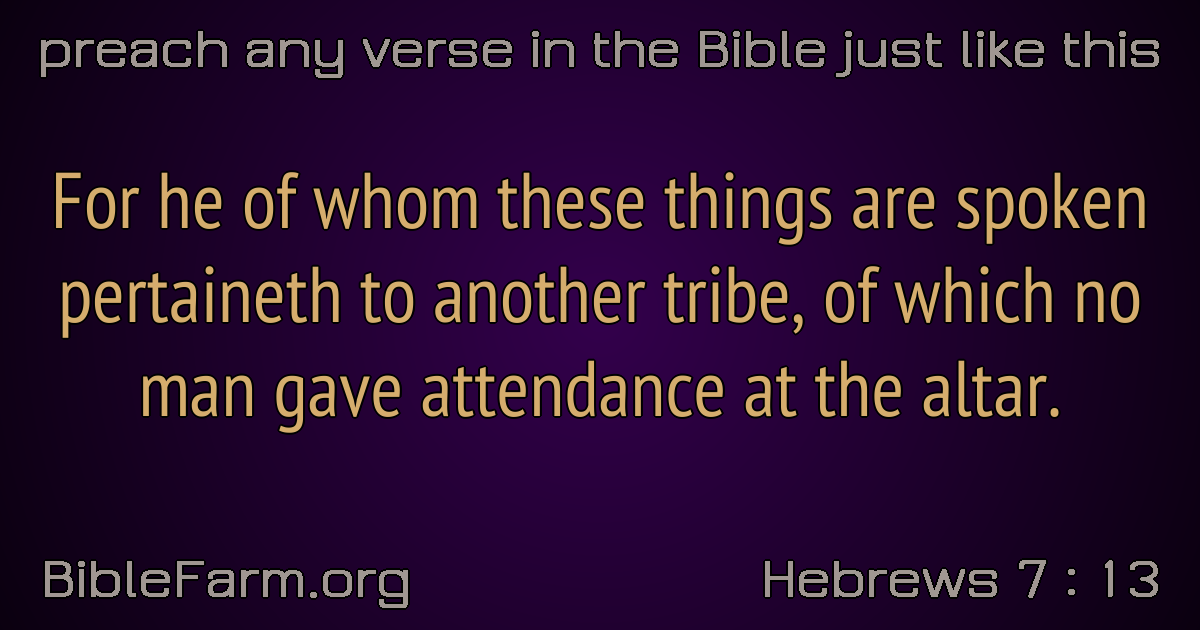 preach any verse in the Bible just like this
For he of whom these things are spoken
pertaineth to another tribe, of which no
man gave attendance at the altar.
BibleFarm.org
Hebrews 7 : 13